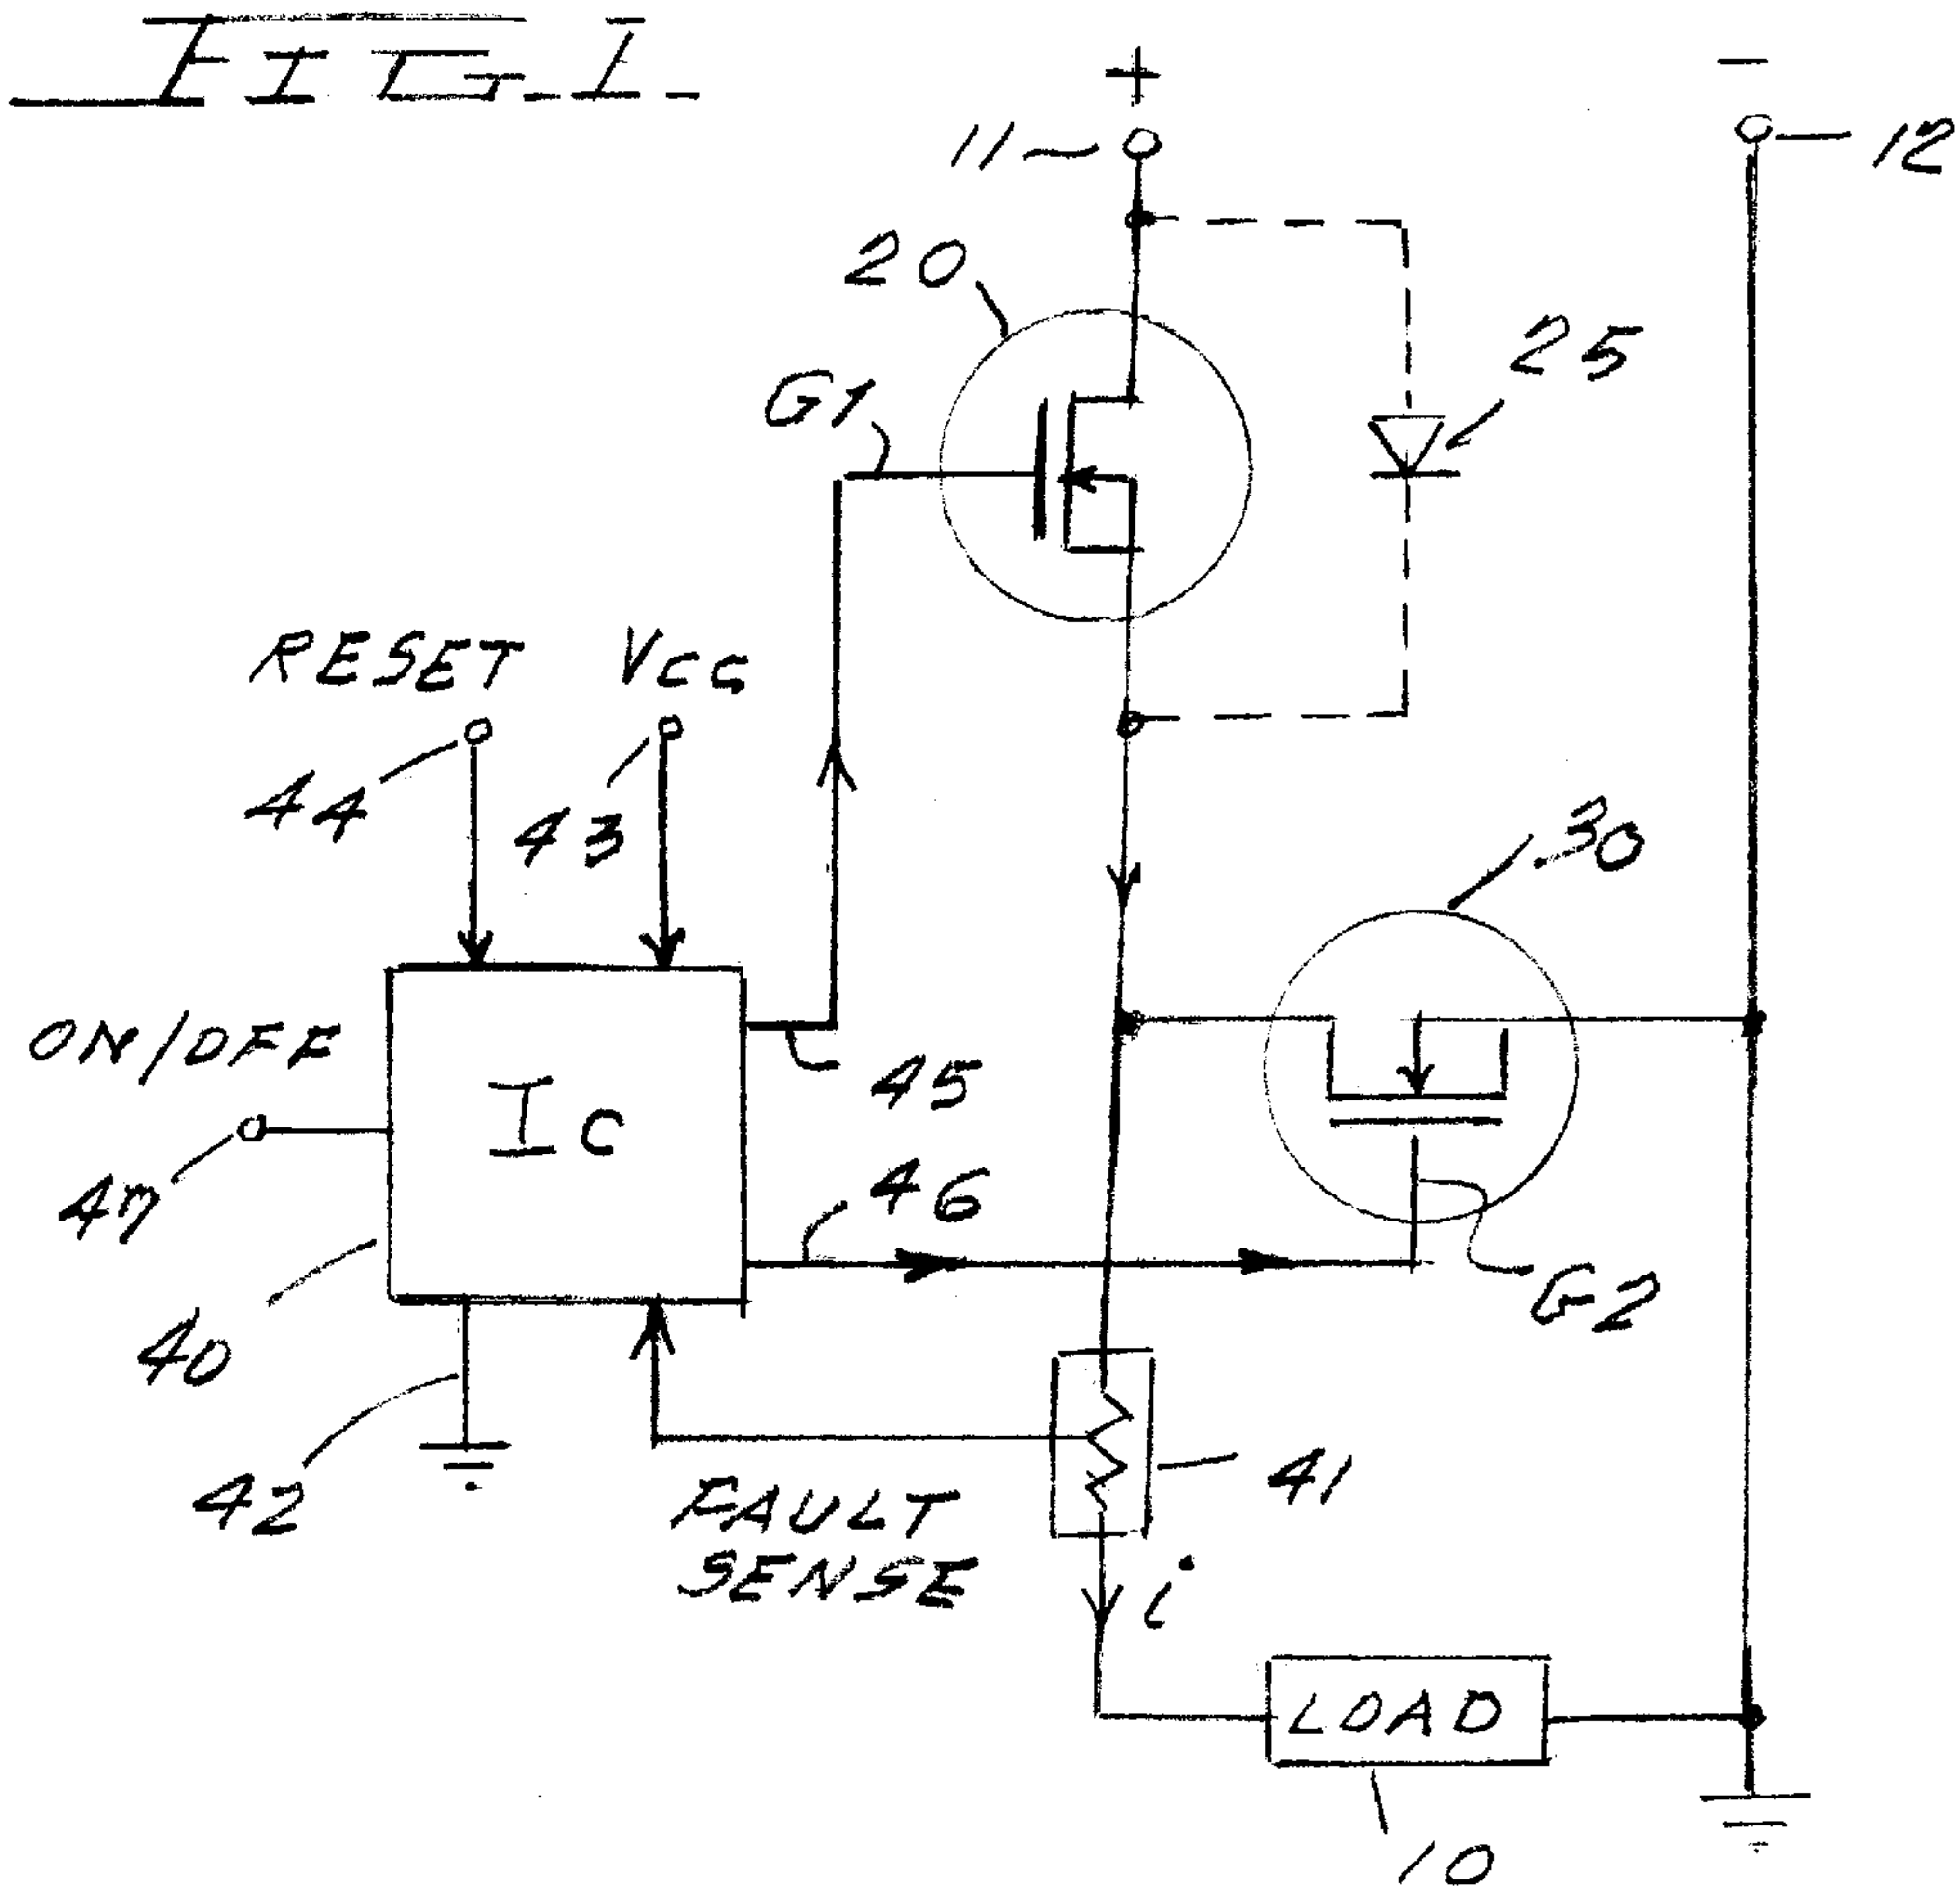 FIG. 1.
+
-
11
12
20
25
G1
RESET
Vcc
44
43
30
ON/OFF
IC
45
47
46
40
G2
42
41
FAULT
SENSE
i
LOAD
10